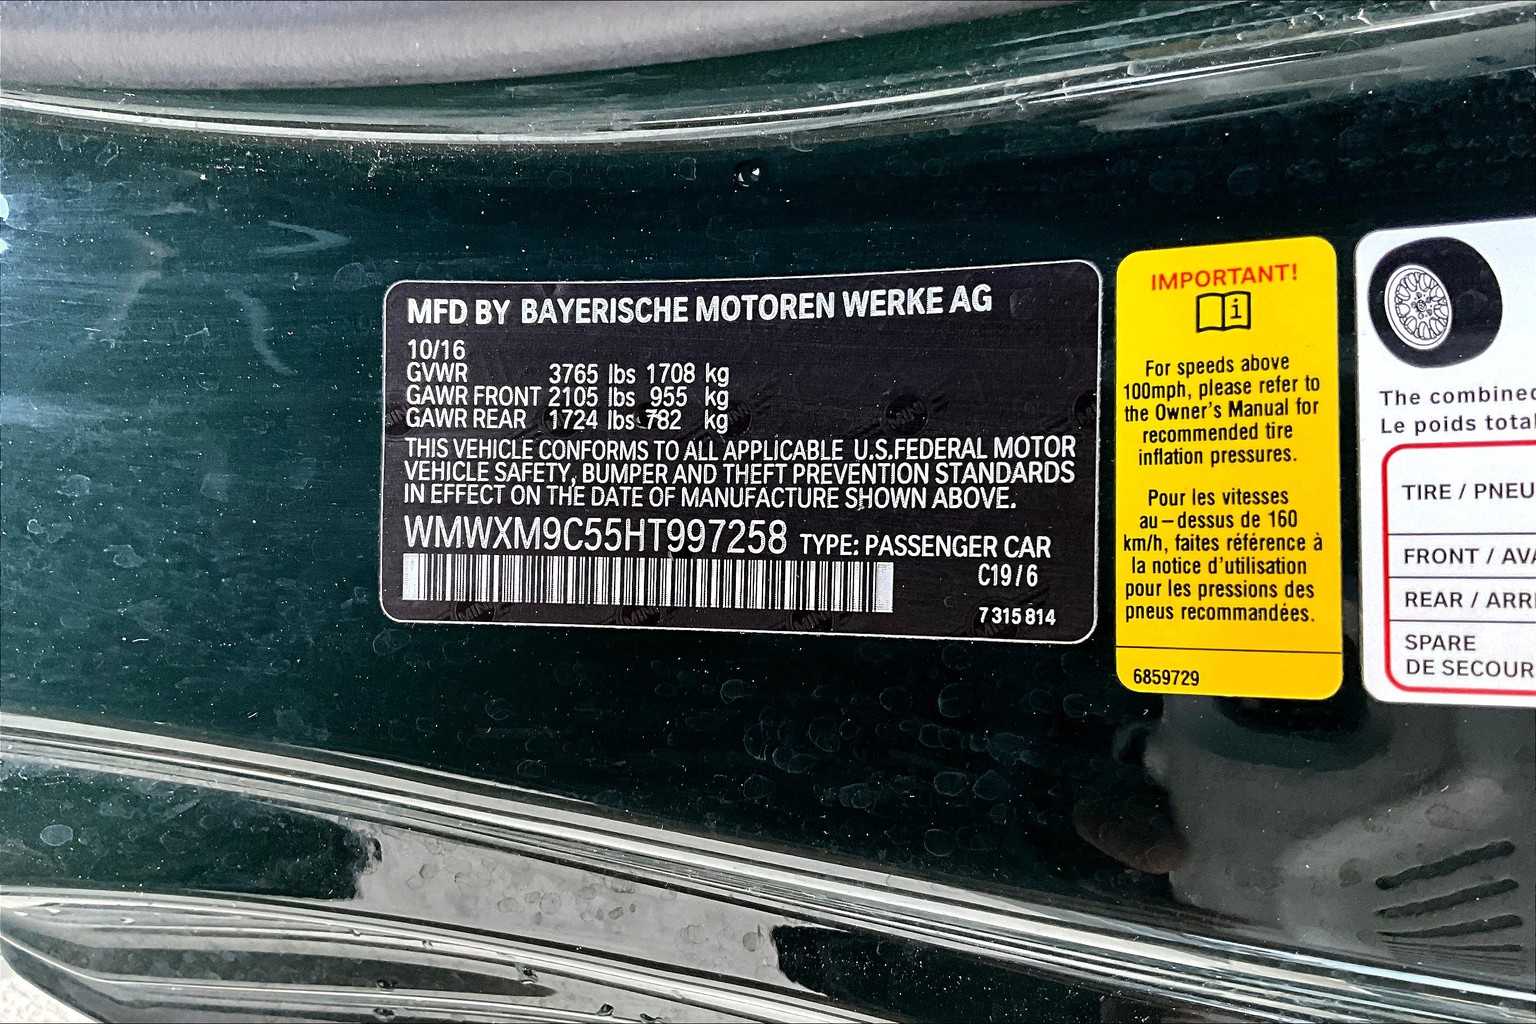 MFD BY BAYERISCHE MOTOREN WERKE AG
10/16
GVWR 3765 lbs 1708 kg
GAWR FRONT 2105 lbs 955 kg
GAWR REAR 1724 lbs 782 kg
THIS VEHICLE CONFORMS TO ALL APPLICABLE U.S.FEDERAL MOTOR
VEHICLE SAFETY, BUMPER AND THEFT PREVENTION STANDARDS
IN EFFECT ON THE DATE OF MANUFACTURE SHOWN ABOVE.
WMWXM9C55HT997258 TYPE: PASSENGER CAR
C19/6
7 315 814
IMPORTANT!
i
For speeds above
100mph, please refer to
the Owner's Manual for
recommended tire
inflation pressures.
Pour les vitesses
au-dessus de 160
km/h, faites référence à
la notice d'utilisation
pour les pressions des
pneus recommandées.
6859729
The combined
Le poids total
TIRE / PNEU
FRONT / AVA
REAR / ARRI
SPARE
DE SECOUR